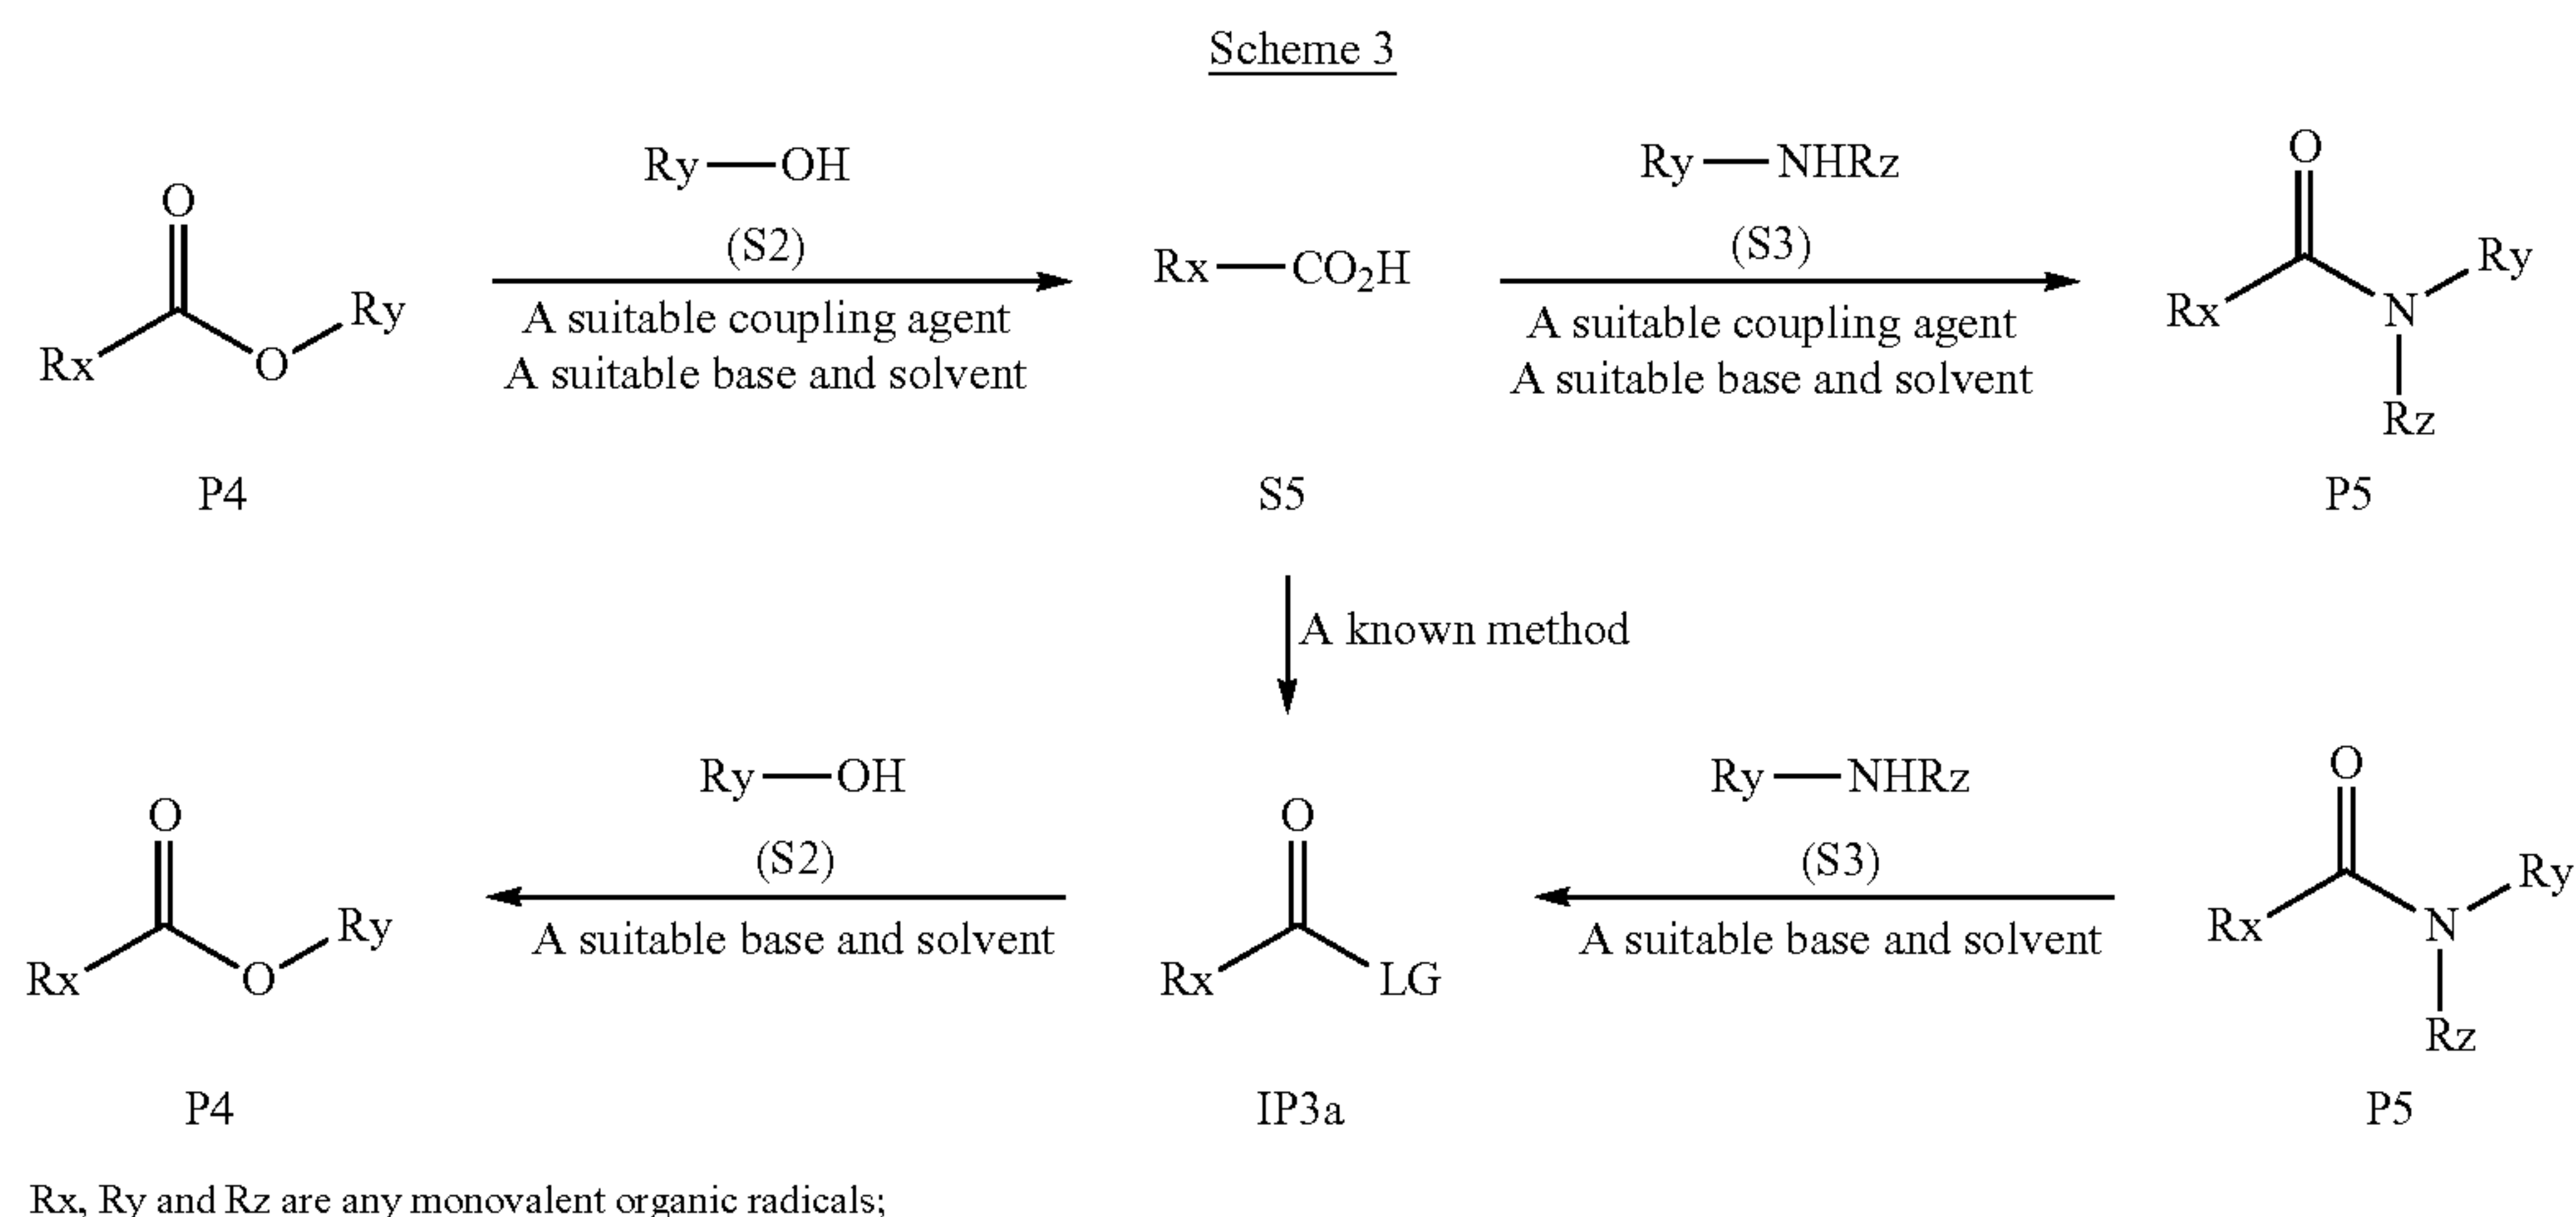 Scheme 3
Ry—OH
(S2)
A suitable coupling agent
A suitable base and solvent
O
Rx
O
Ry
P4
Rx—CO₂H
S5
Ry—NHRz
(S3)
A suitable coupling agent
A suitable base and solvent
O
Rx
N
Ry
Rz
P5
A known method
O
Rx
O
Ry
P4
Ry—OH
(S2)
A suitable base and solvent
O
Rx
LG
IP3a
Ry—NHRz
(S3)
A suitable base and solvent
O
Rx
N
Ry
Rz
P5
Rx, Ry and Rz are any monovalent organic radicals;